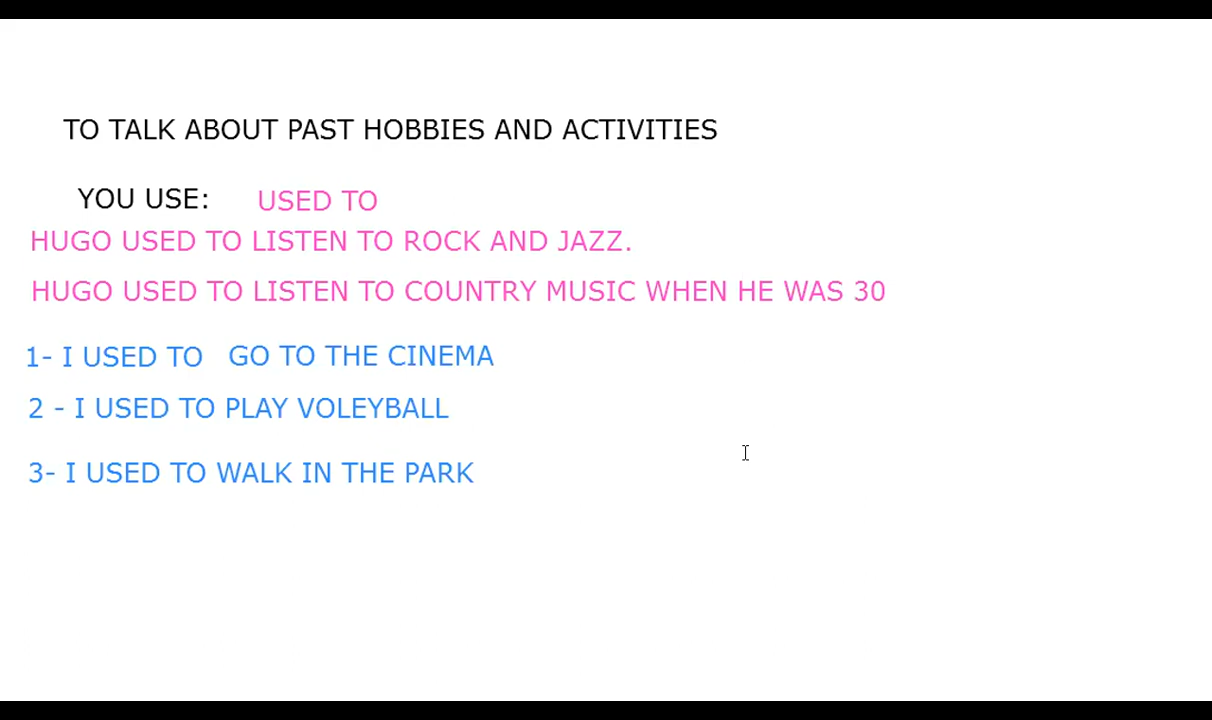 TO TALK ABOUT PAST HOBBIES AND ACTIVITIES
YOU USE: USED TO
HUGO USED TO LISTEN TO ROCK AND JAZZ.
HUGO USED TO LISTEN TO COUNTRY MUSIC WHEN HE WAS 30
1- I USED TO GO TO THE CINEMA
2 - I USED TO PLAY VOLEYBALL
3- I USED TO WALK IN THE PARK